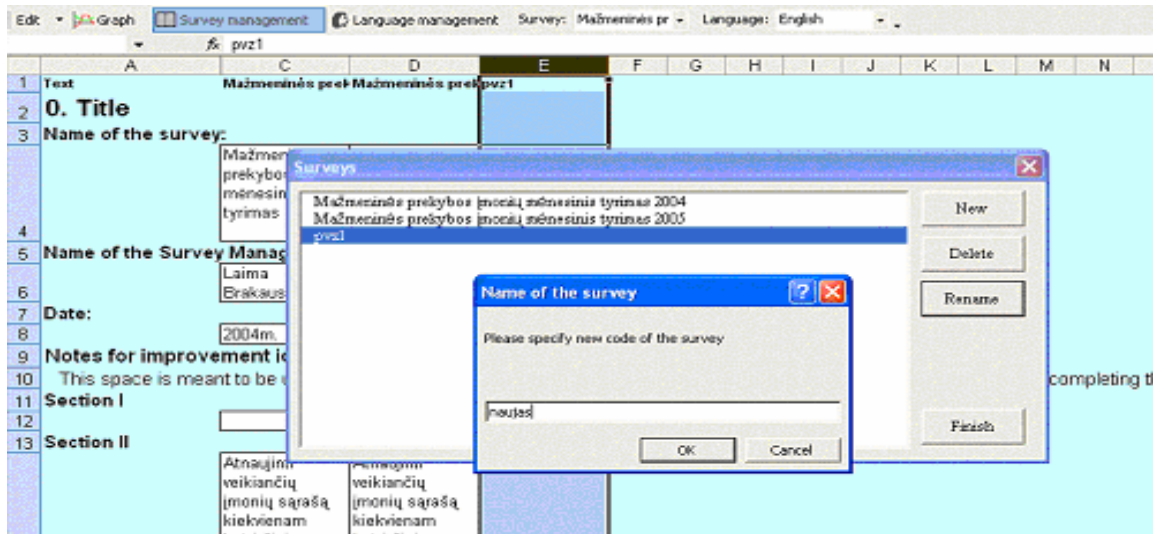 Edit Graph Survey management Language management Survey: Mažmeninės pr Language: English
fx pvz1
A C D E F G H I J K L M N
1 Text Mažmeninės prek Mažmeninės prek pvz1
2 0. Title
3 Name of the survey:
Mažmen
prekybos
mėnesin
tyrimas
4
5 Name of the Survey Manag
Laima
6 Brakaus
7 Date:
8 2004m.
9 Notes for improvement ic
10 This space is meant to be completing th
11 Section I
12
13 Section II
Atnaujinti Atnaujinti
veikiančių veikiančių
įmonių sąrašą įmonių sąrašą
kiekvienam kiekvienam
Surveys
Mažmeninės prekybos įmonių mėnesinis tyrimas 2004
Mažmeninės prekybos įmonių mėnesinis tyrimas 2005
pvz1
New
Delete
Rename
Finish
Name of the survey
Please specify new code of the survey
naujas
OK Cancel